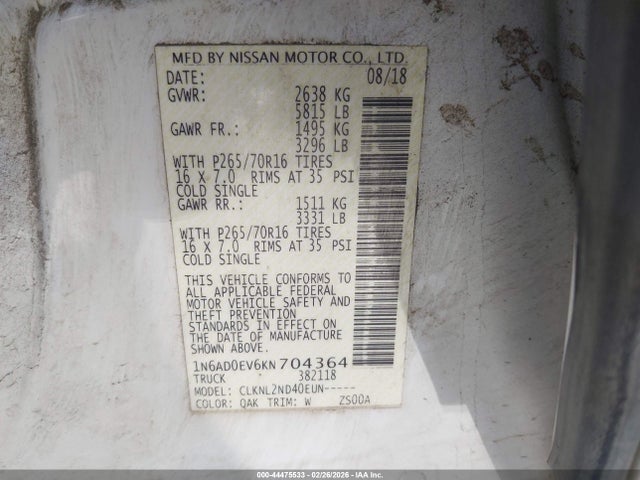 MFD BY NISSAN MOTOR CO., LTD.
DATE: 08/18
GVWR: 2638 KG
5815 LB
GAWR FR.: 1495 KG
3296 LB
WITH P265/70R16 TIRES
16 X 7.0 RIMS AT 35 PSI
COLD SINGLE
GAWR RR.: 1511 KG
3331 LB
WITH P265/70R16 TIRES
16 X 7.0 RIMS AT 35 PSI
COLD SINGLE
THIS VEHICLE CONFORMS TO
ALL APPLICABLE FEDERAL
MOTOR VEHICLE SAFETY AND
THEFT PREVENTION
STANDARDS IN EFFECT ON
THE DATE OF MANUFACTURE
SHOWN ABOVE.
1N6AD0EV6KN704364
TRUCK 382118
MODEL: CLKNL2ND40EUN-----
COLOR: QAK TRIM: W ZS00A
000-44475533 - 02/26/2026 - IAA Inc.